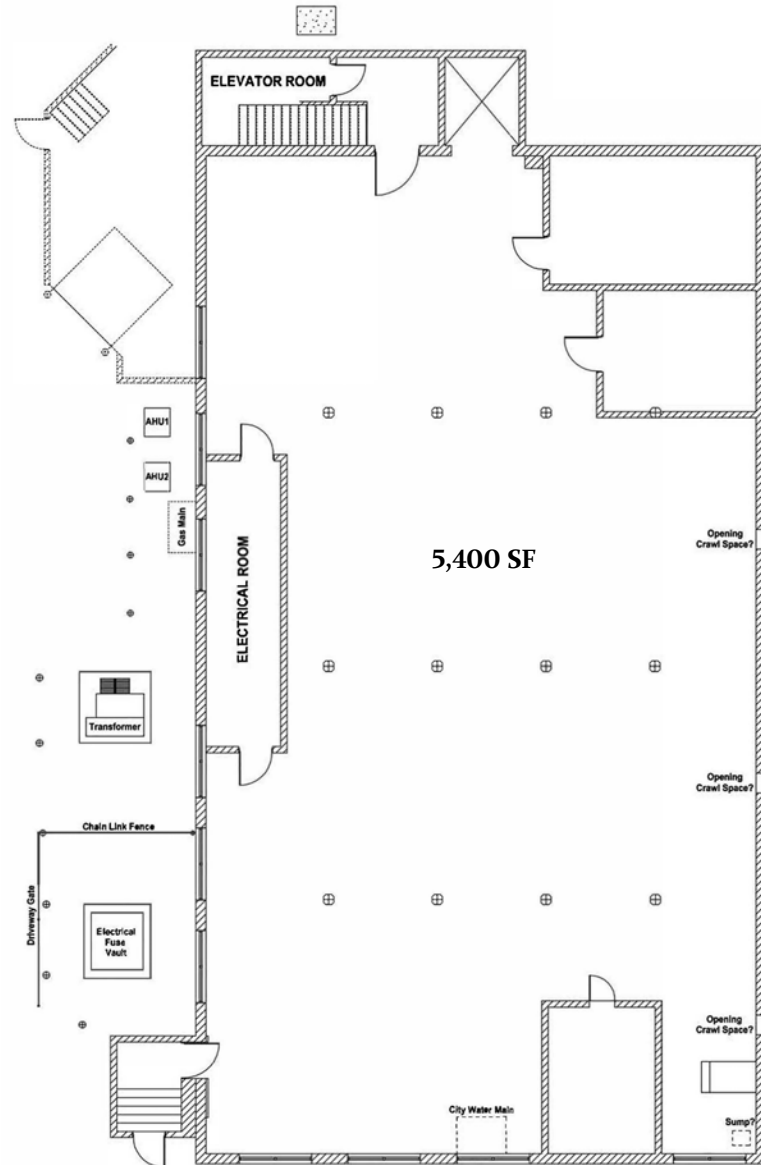 ELEVATOR ROOM
AHU1
AHU2
Gas Main
ELECTRICAL ROOM
5,400 SF
Opening
Crawl Space?
Transformer
Opening
Crawl Space?
Chain Link Fence
Driveway Gate
Electrical
Fuse
Vault
Opening
Crawl Space?
City Water Main
Sump?